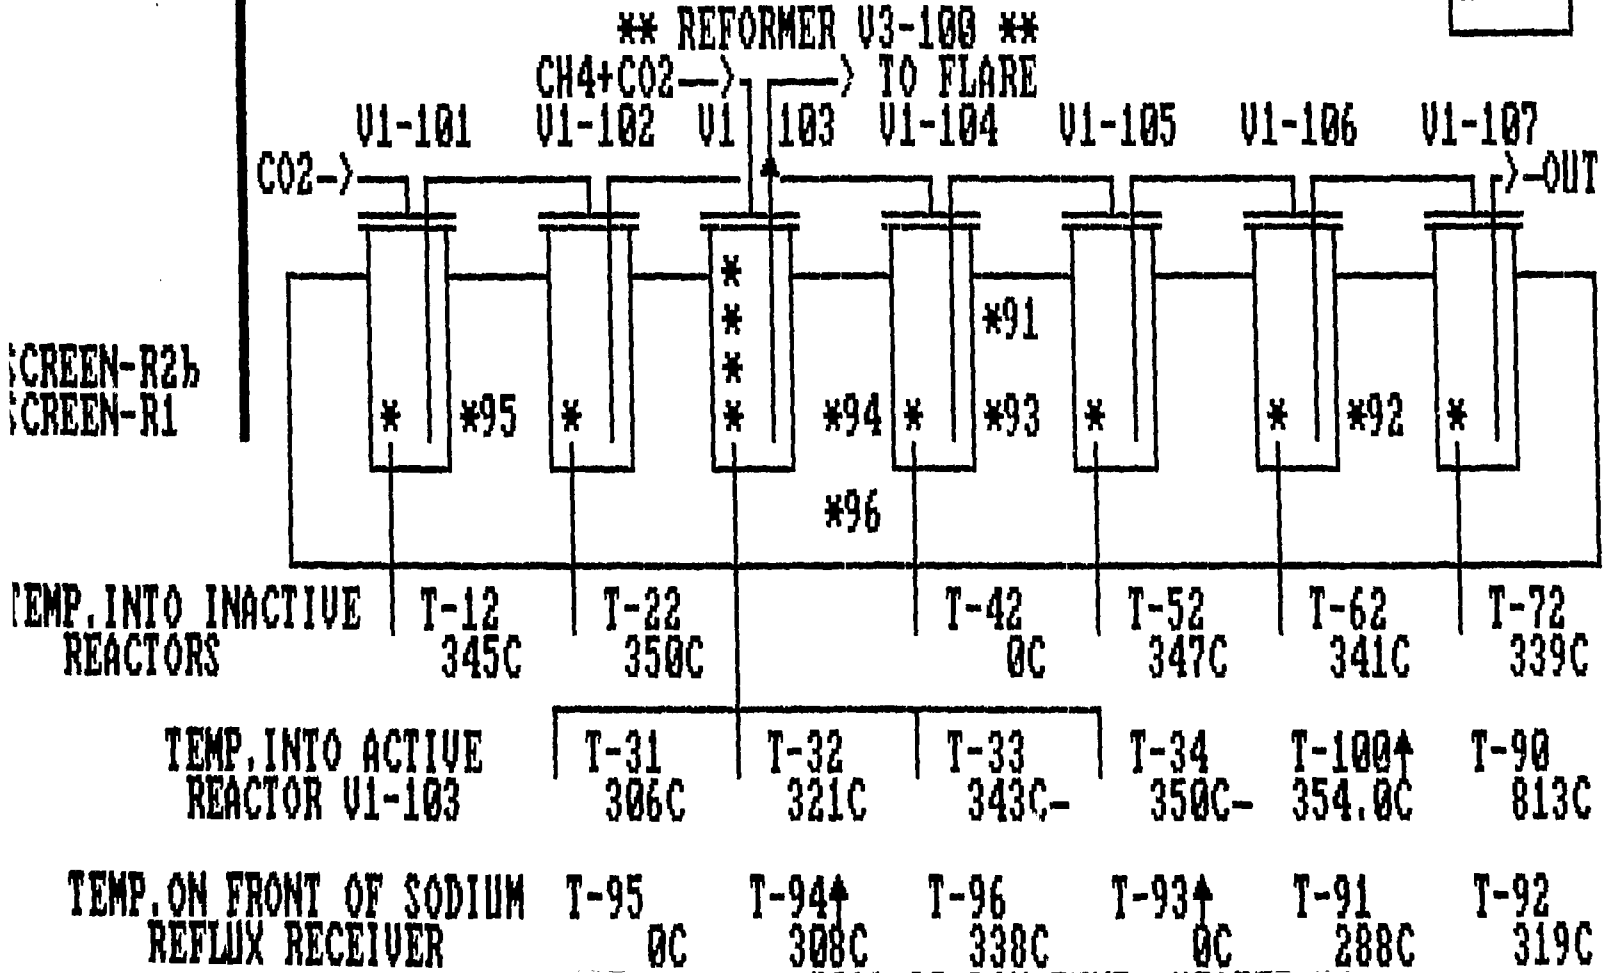 ** REFORMER V3-100 **
CH4+CO2—> —> TO FLARE
V1-101 V1-102 V1 103 V1-104 V1-105 V1-106 V1-107
CO2-> >-OUT
*
* *91
SCREEN-R2b *
SCREEN-R1 * *95 * * *94 * *93 * * *92 *
*96
TEMP.INTO INACTIVE T-12 T-22 T-42 T-52 T-62 T-72
REACTORS 345C 350C 0C 347C 341C 339C
TEMP.INTO ACTIVE T-31 T-32 T-33 T-34 T-100 T-90
REACTOR V1-103 306C 321C 343C- 350C- 354.0C 813C
TEMP.ON FRONT OF SODIUM T-95 T-94 T-96 T-93 T-91 T-92
REFLUX RECEIVER 0C 308C 338C 0C 288C 319C